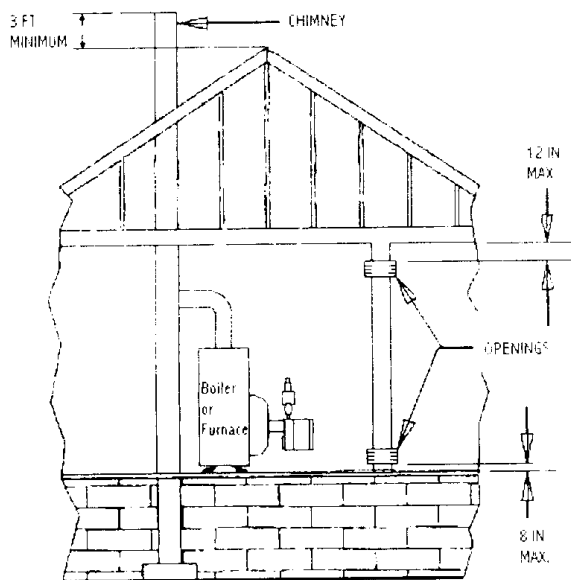 3 FT
MINIMUM
CHIMNEY
12 IN
MAX
OPENINGS
Boiler
or
Furnace
8 IN
MAX.